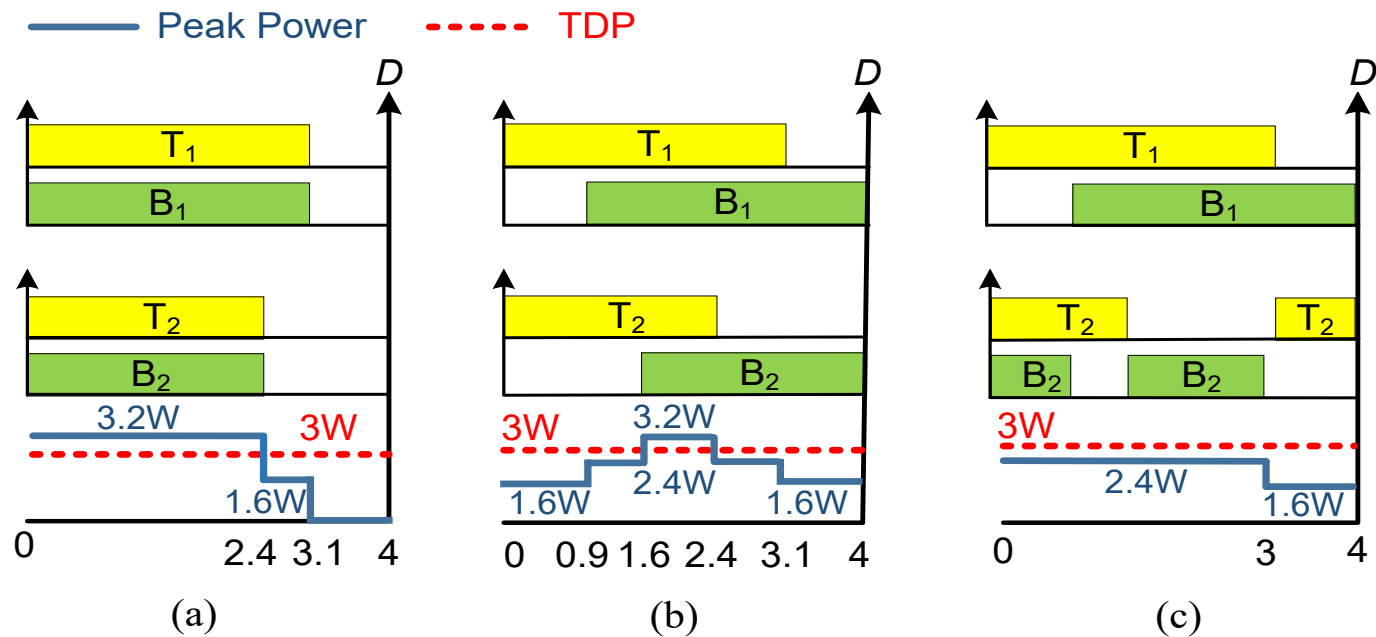 Peak Power TDP
D D D
T1 T1 T1
B1 B1 B1
T2 T2 T2 T2
B2 B2 B2 B2
3.2W 3W 3W 3.2W 3W
1.6W 1.6W 2.4W 1.6W 2.4W 1.6W
0 2.4 3.1 4 0 0.9 1.6 2.4 3.1 4 0 3 4
(a) (b) (c)